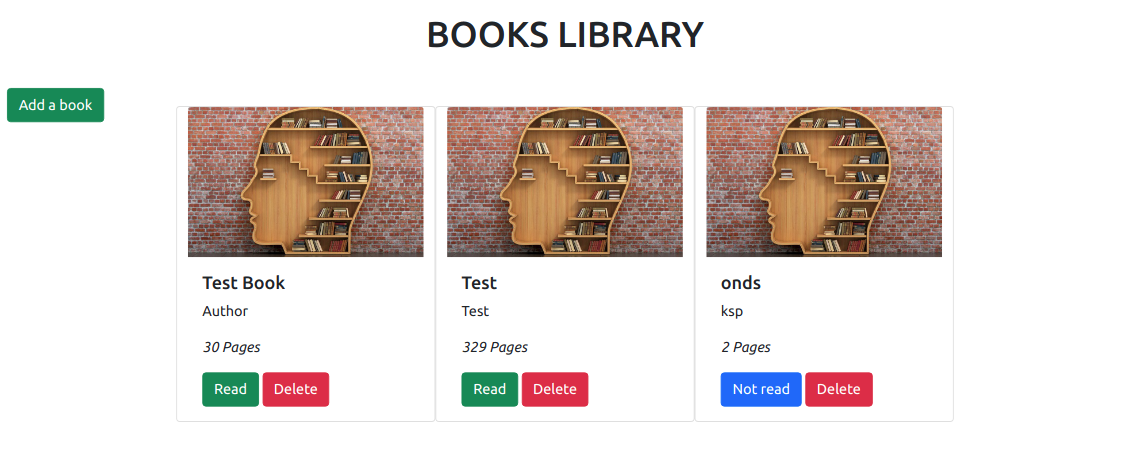 BOOKS LIBRARY
Add a book
Test Book
Author
30 Pages
Read Delete
Test
Test
329 Pages
Read Delete
onds
ksp
2 Pages
Not read Delete